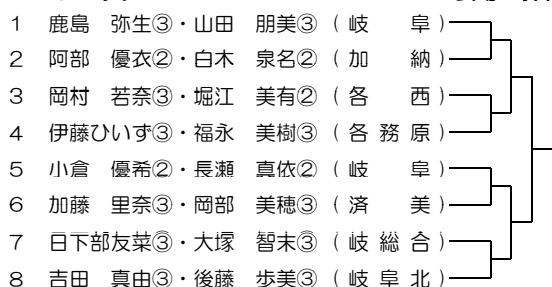 1 鹿島 弥生③・山田 朋美③ (岐 阜)
2 阿部 優衣②・白木 泉名② (加 納)
3 岡村 若奈③・堀江 美有② (各 西)
4 伊藤ひいず③・福永 美樹③ (各 務 原)
5 小倉 優希②・長瀬 真依② (岐 阜)
6 加藤 里奈③・岡部 美穂③ (済 美)
7 日下部友菜③・大塚 智末③ (岐 総 合)
8 吉田 真由③・後藤 歩美③ (岐 阜 北)